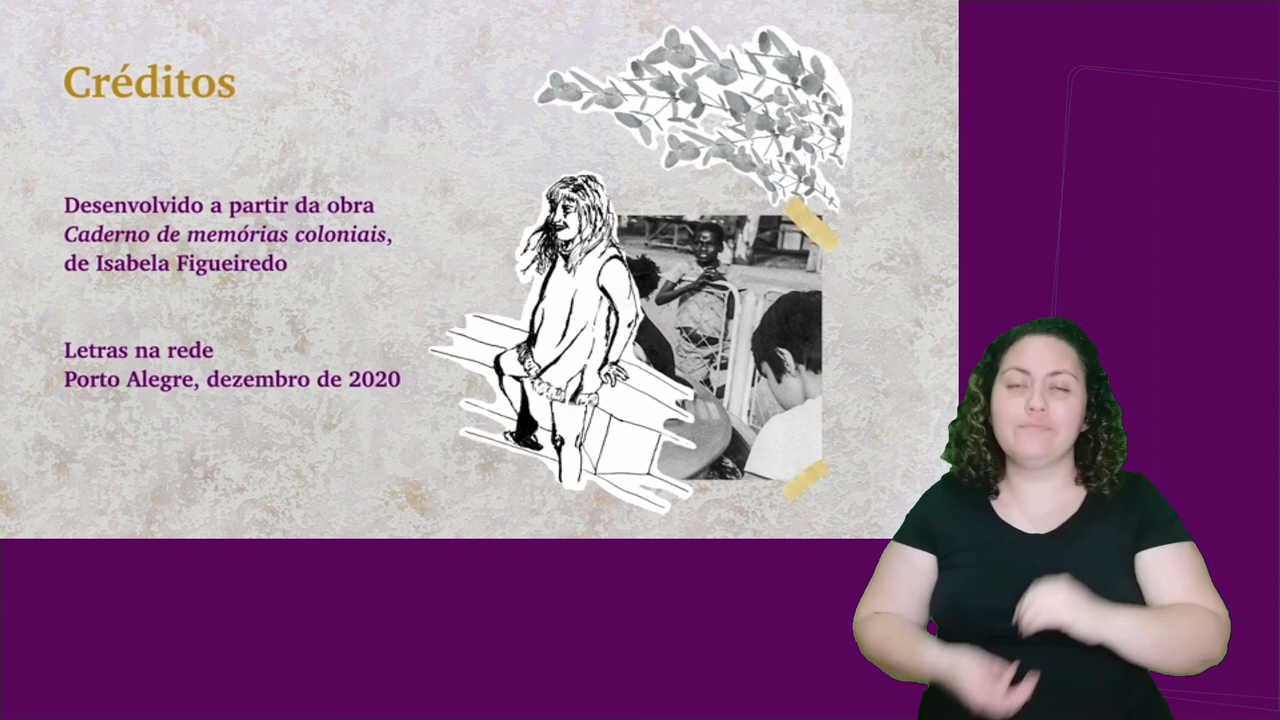 Créditos
Desenvolvido a partir da obra
Caderno de memórias coloniais,
de Isabela Figueiredo
Letras na rede
Porto Alegre, dezembro de 2020